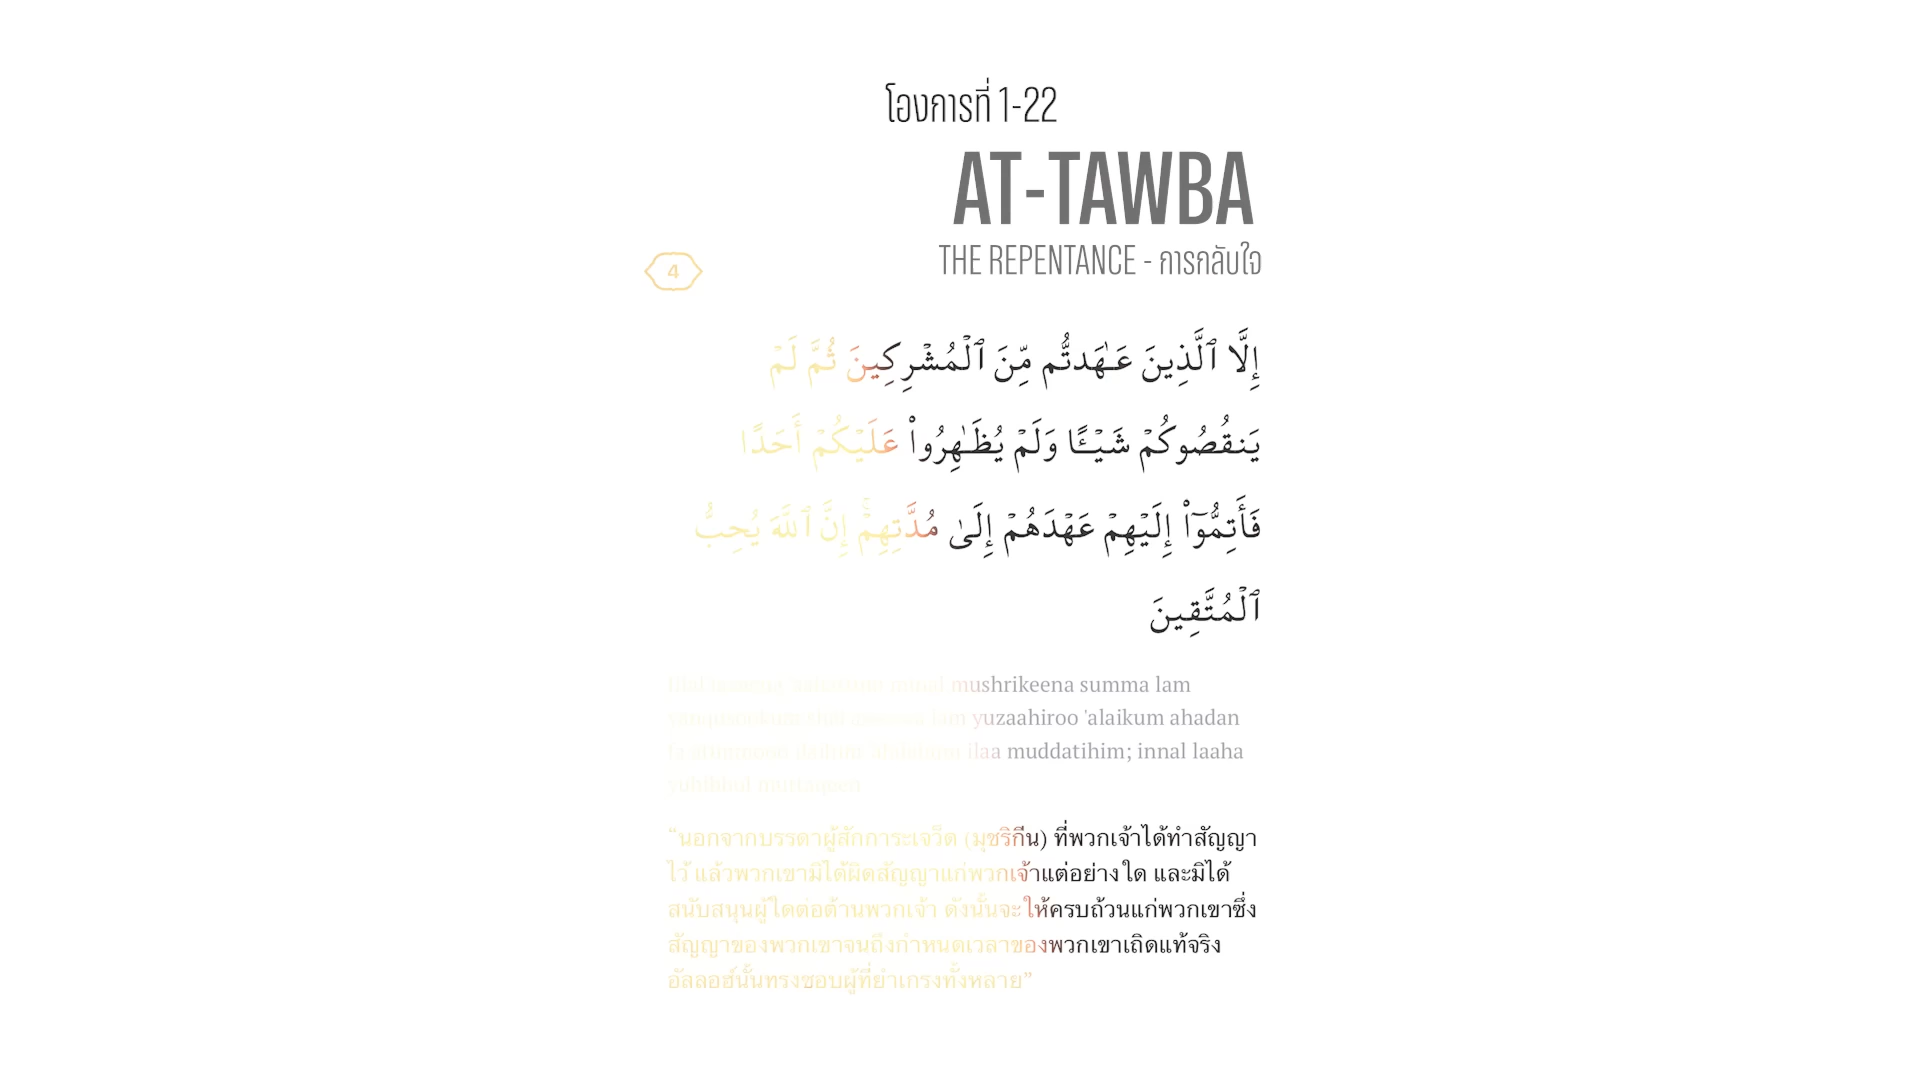 โองการที่ 1-22
AT-TAWBA
THE REPENTANCE - การกลับใจ
4
إِلَّا ٱلَّذِينَ عَـٰهَدتُّم مِّنَ ٱلْمُشْرِكِينَ ثُمَّ لَمْ
يَنقُصُوكُمْ شَيْـًٔا وَلَمْ يُظَـٰهِرُوا۟ عَلَيْكُمْ أَحَدًا
فَأَتِمُّوٓا۟ إِلَيْهِمْ عَهْدَهُمْ إِلَىٰ مُدَّتِهِمْ ۚ إِنَّ ٱللَّهَ يُحِبُّ
ٱلْمُتَّقِينَ
mushrikeena summa lam
lam yuzaahiroo 'alaikum ahadan
ilaa muddatihim; innal laaha
yuhibbul muttaqeen
“นอกจากบรรดาผู้สักการะเจว็ต (มุชริกีน) ที่พวกเจ้าได้ทำสัญญา
ไว้ แล้วพวกเขามิได้ผิดสัญญาแก่พวกเจ้าแต่อย่างใด และมิได้
สนับสนุนผู้ใดต่อต้านพวกเจ้า ดังนั้นจะให้ครบถ้วนแก่พวกเขาซึ่ง
สัญญาของพวกเขาจนถึงกำหนดเวลาของพวกเขาเถิดแท้จริง
อัลลอฮ์นั้นทรงชอบผู้ที่ยำเกรงทั้งหลาย”